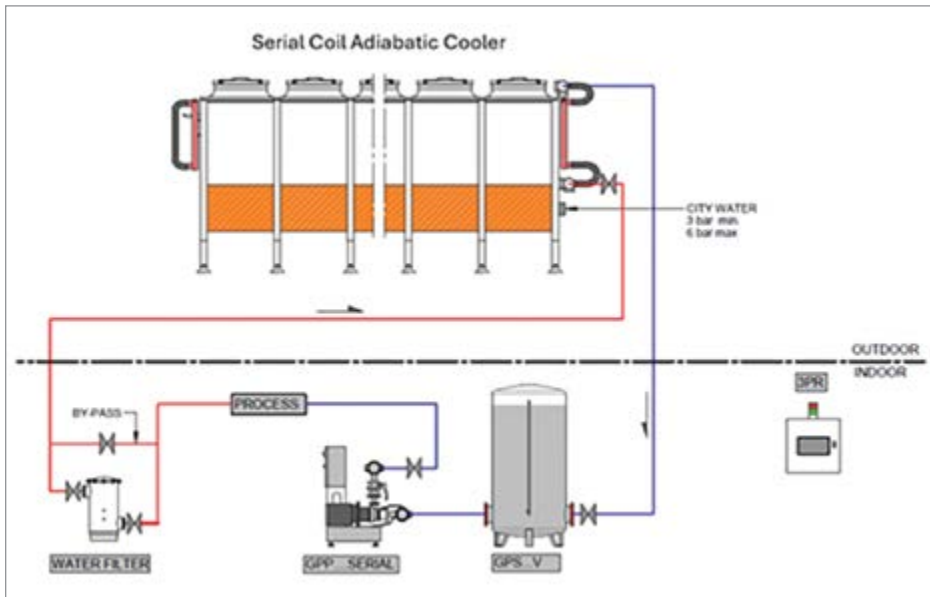 Serial Coil Adiabatic Cooler
CITY WATER
3 bar min.
6 bar max
OUTDOOR
INDOOR
3PR
BY-PASS
PROCESS
WATER FILTER
GPP...SERIAL
GPS...V